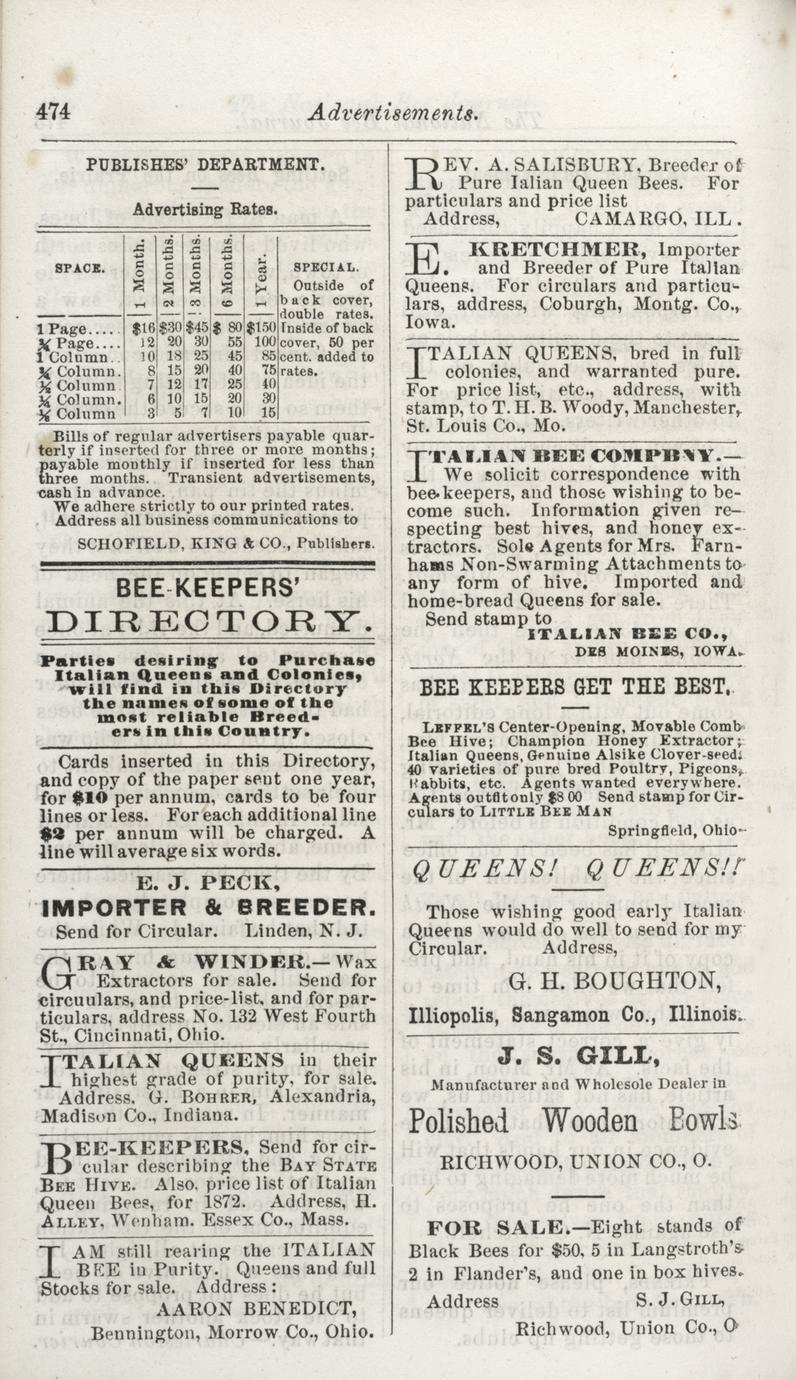 474
Advertisements.
PUBLISHES' DEPARTMENT.
Advertising Rates.
SPACE. 1 Month. 2 Months. 3 Months. 6 Months. 1 Year. SPECIAL.
Outside of
back cover,
double rates.
1 Page..... $16 $30 $45 $ 80 $150 Inside of back
¾ Page.... 12 20 30 55 100 cover, 50 per
1 Column.. 10 18 25 45 85 cent. added to
¾ Column. 8 15 20 40 75 rates.
½ Column 7 12 17 25 40
Column. 6 10 15 20 30
Column 3 5 7 10 15
Bills of regular advertisers payable quar-
terly if inserted for three or more months;
payable monthly if inserted for less than
three months. Transient advertisements,
cash in advance.
We adhere strictly to our printed rates.
Address all business communications to
SCHOFIELD, KING & CO., Publishers.
BEE-KEEPERS'
DIRECTORY.
Parties desiring to Purchase
Italian Queens and Colonies,
will find in this Directory
the names of some of the
most reliable Breed-
ers in this Country.
Cards inserted in this Directory,
and copy of the paper sent one year,
for $10 per annum, cards to be four
lines or less. For each additional line
$2 per annum will be charged. A
line will average six words.
E. J. PECK,
IMPORTER & BREEDER.
Send for Circular. Linden, N. J.
GRAY & WINDER.—Wax
Extractors for sale. Send for
circuulars, and price-list, and for par-
ticulars, address No. 132 West Fourth
St., Cincinnati, Ohio.
ITALIAN QUEENS in their
highest grade of purity, for sale.
Address, G. BOHRER, Alexandria,
Madison Co., Indiana.
BEE-KEEPERS, Send for cir-
cular describing the BAY STATE
BEE HIVE. Also, price list of Italian
Queen Bees, for 1872. Address, H.
ALLEY, Wenham. Essex Co., Mass.
I AM still rearing the ITALIAN
BEE in Purity. Queens and full
Stocks for sale. Address:
AARON BENEDICT,
Bennington, Morrow Co., Ohio.
REV. A. SALISBURY, Breeder of
Pure Ialian Queen Bees. For
particulars and price list
Address, CAMARGO, ILL.
E. KRETCHMER, Importer
and Breeder of Pure Italian
Queens. For circulars and particu-
lars, address, Coburgh, Montg. Co.,
Iowa.
ITALIAN QUEENS, bred in full
colonies, and warranted pure.
For price list, etc., address, with
stamp, to T. H. B. Woody, Manchester,
St. Louis Co., Mo.
ITALIAN BEE COMPBNY.—
We solicit correspondence with
bee-keepers, and those wishing to be-
come such. Information given re-
specting best hives, and honey ex-
tractors. Sole Agents for Mrs. Farn-
hams Non-Swarming Attachments to
any form of hive. Imported and
home-bread Queens for sale.
Send stamp to
ITALIAN BEE CO.,
DES MOINES, IOWA.
BEE KEEPERS GET THE BEST.
LEFFEL'S Center-Opening, Movable Comb
Bee Hive; Champion Honey Extractor;
Italian Queens, Genuine Alsike Clover-seed;
40 varieties of pure bred Poultry, Pigeons,
Rabbits, etc. Agents wanted everywhere.
Agents outfit only $8 00 Send stamp for Cir-
culars to LITTLE BEE MAN
Springfield, Ohio-
QUEENS! QUEENS!!
Those wishing good early Italian
Queens would do well to send for my
Circular. Address,
G. H. BOUGHTON,
Illiopolis, Sangamon Co., Illinois.
J. S. GILL,
Manufacturer and Wholesole Dealer in
Polished Wooden Bowls
RICHWOOD, UNION CO., O.
FOR SALE.—Eight stands of
Black Bees for $50, 5 in Langstroth's
2 in Flander's, and one in box hives.
Address S. J. GILL,
Richwood, Union Co., O